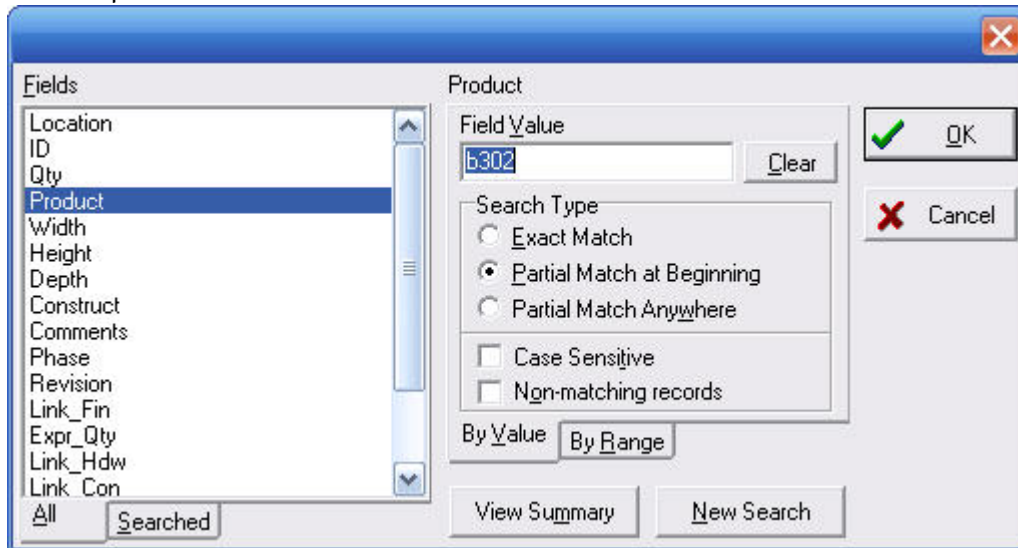 Fields
Location
ID
Qty
Product
Width
Height
Depth
Construct
Comments
Phase
Revision
Link_Fin
Expr_Qty
Link_Hdw
Link_Con
All
Searched
Product
Field Value
b302
Clear
Search Type
Exact Match
Partial Match at Beginning
Partial Match Anywhere
Case Sensitive
Non-matching records
By Value
By Range
View Summary
New Search
OK
Cancel